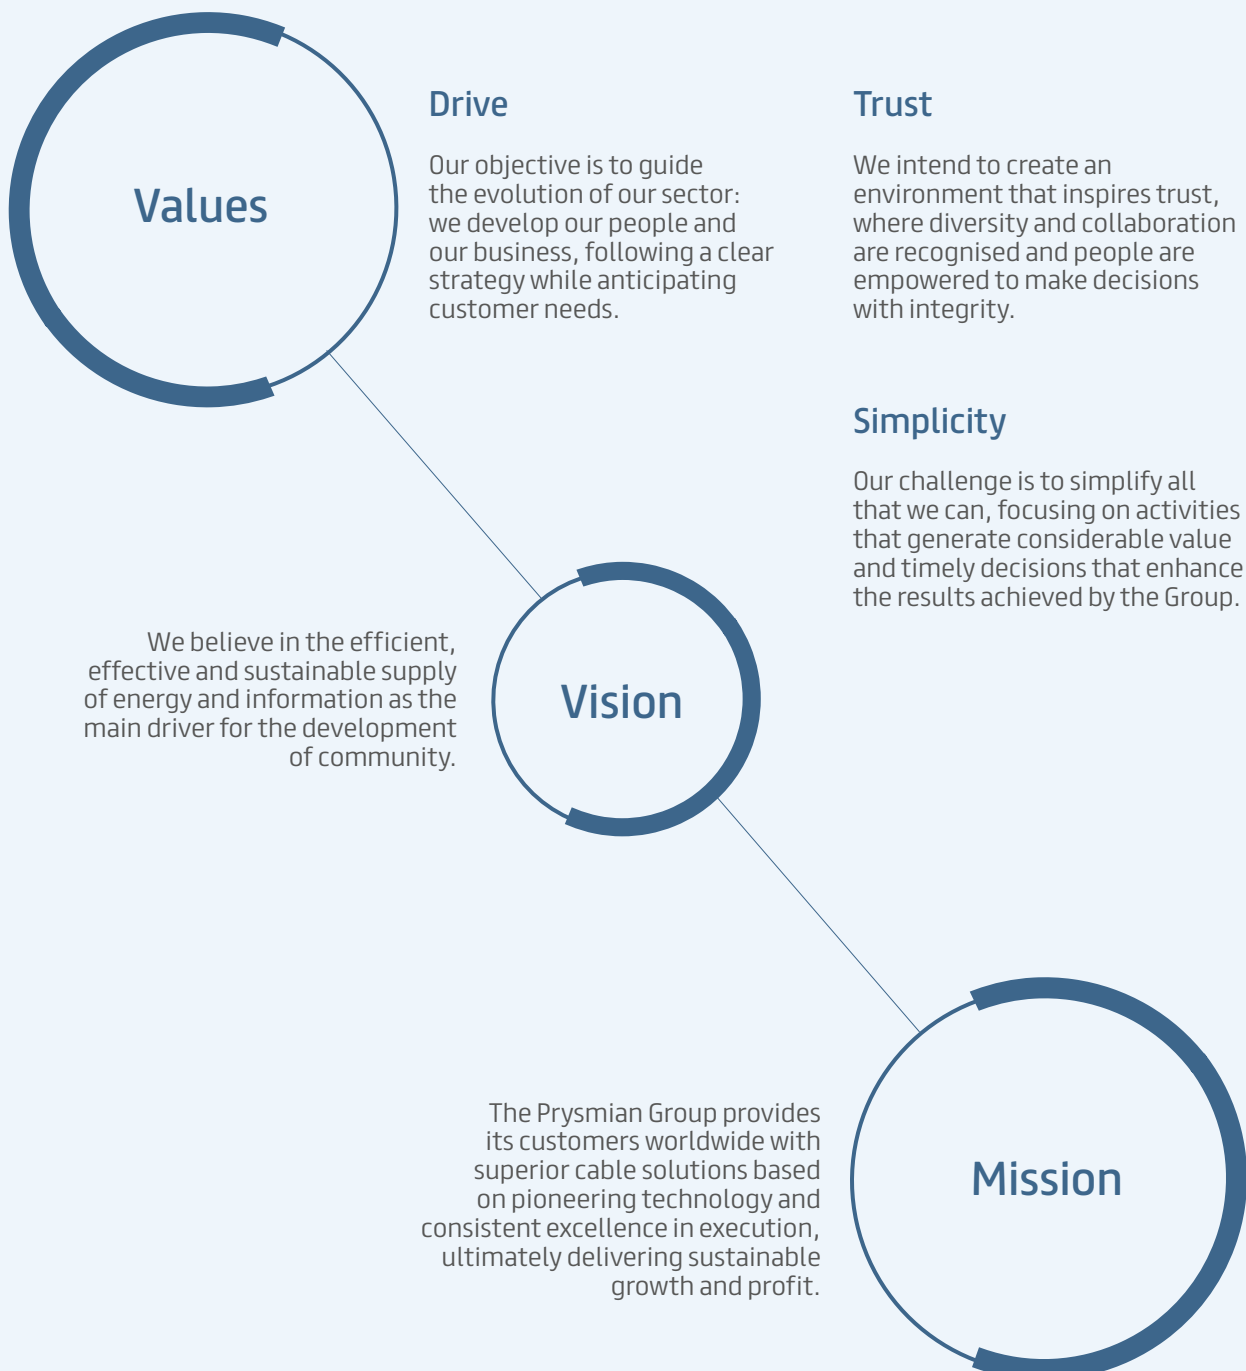 Values
Drive
Our objective is to guide
the evolution of our sector:
we develop our people and
our business, following a clear
strategy while anticipating
customer needs.
Trust
We intend to create an
environment that inspires trust,
where diversity and collaboration
are recognised and people are
empowered to make decisions
with integrity.
Simplicity
Our challenge is to simplify all
that we can, focusing on activities
that generate considerable value
and timely decisions that enhance
the results achieved by the Group.
We believe in the efficient,
effective and sustainable supply
of energy and information as the
main driver for the development
of community.
Vision
The Prysmian Group provides
its customers worldwide with
superior cable solutions based
on pioneering technology and
consistent excellence in execution,
ultimately delivering sustainable
growth and profit.
Mission